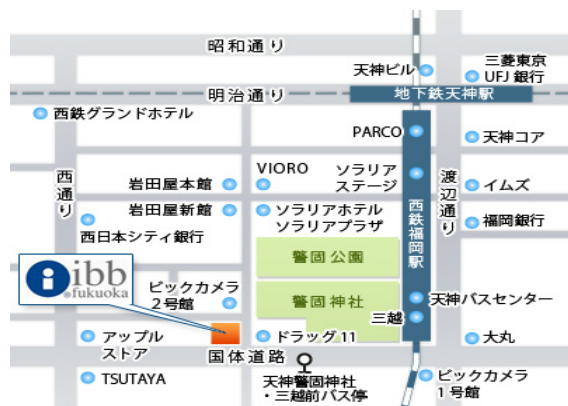 昭和通り
天神ビル
三菱東京
UFJ 銀行
明治通り
地下鉄天神駅
西鉄グランドホテル
PARCO
天神コア
西通り
VIORO
ソラリア
ステージ
渡辺通り
岩田屋本館
イムズ
岩田屋新館
ソラリアホテル
ソラリアプラザ
西鉄福岡駅
福岡銀行
西日本シティ銀行
警固公園
i ibb
fukuoka
ビックカメラ
2号館
警固神社
天神バスセンター
三越
アップル
ストア
ドラッグ11
大丸
国体道路
TSUTAYA
天神警固神社
・三越前バス停
ビックカメラ
1号館